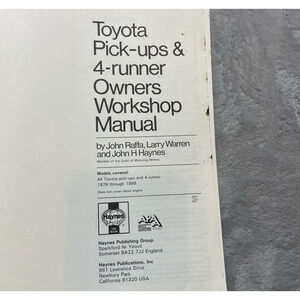 Toyota
Pick-ups &
4-runner
Owners
Workshop
Manual
by John Raffa, Larry Warren
and John H Haynes
Member of the Guild of Motoring Writers
Models covered:
All Toyota pick-ups and 4-runner
1979 through 1988
Does not cover diesel engine
Haynes
Haynes Publishing Group
Sparkford Nr Yeovil
Somerset BA22 7JJ England
Haynes Publications, Inc
861 Lawrence Drive
Newbury Park
California 91320 USA